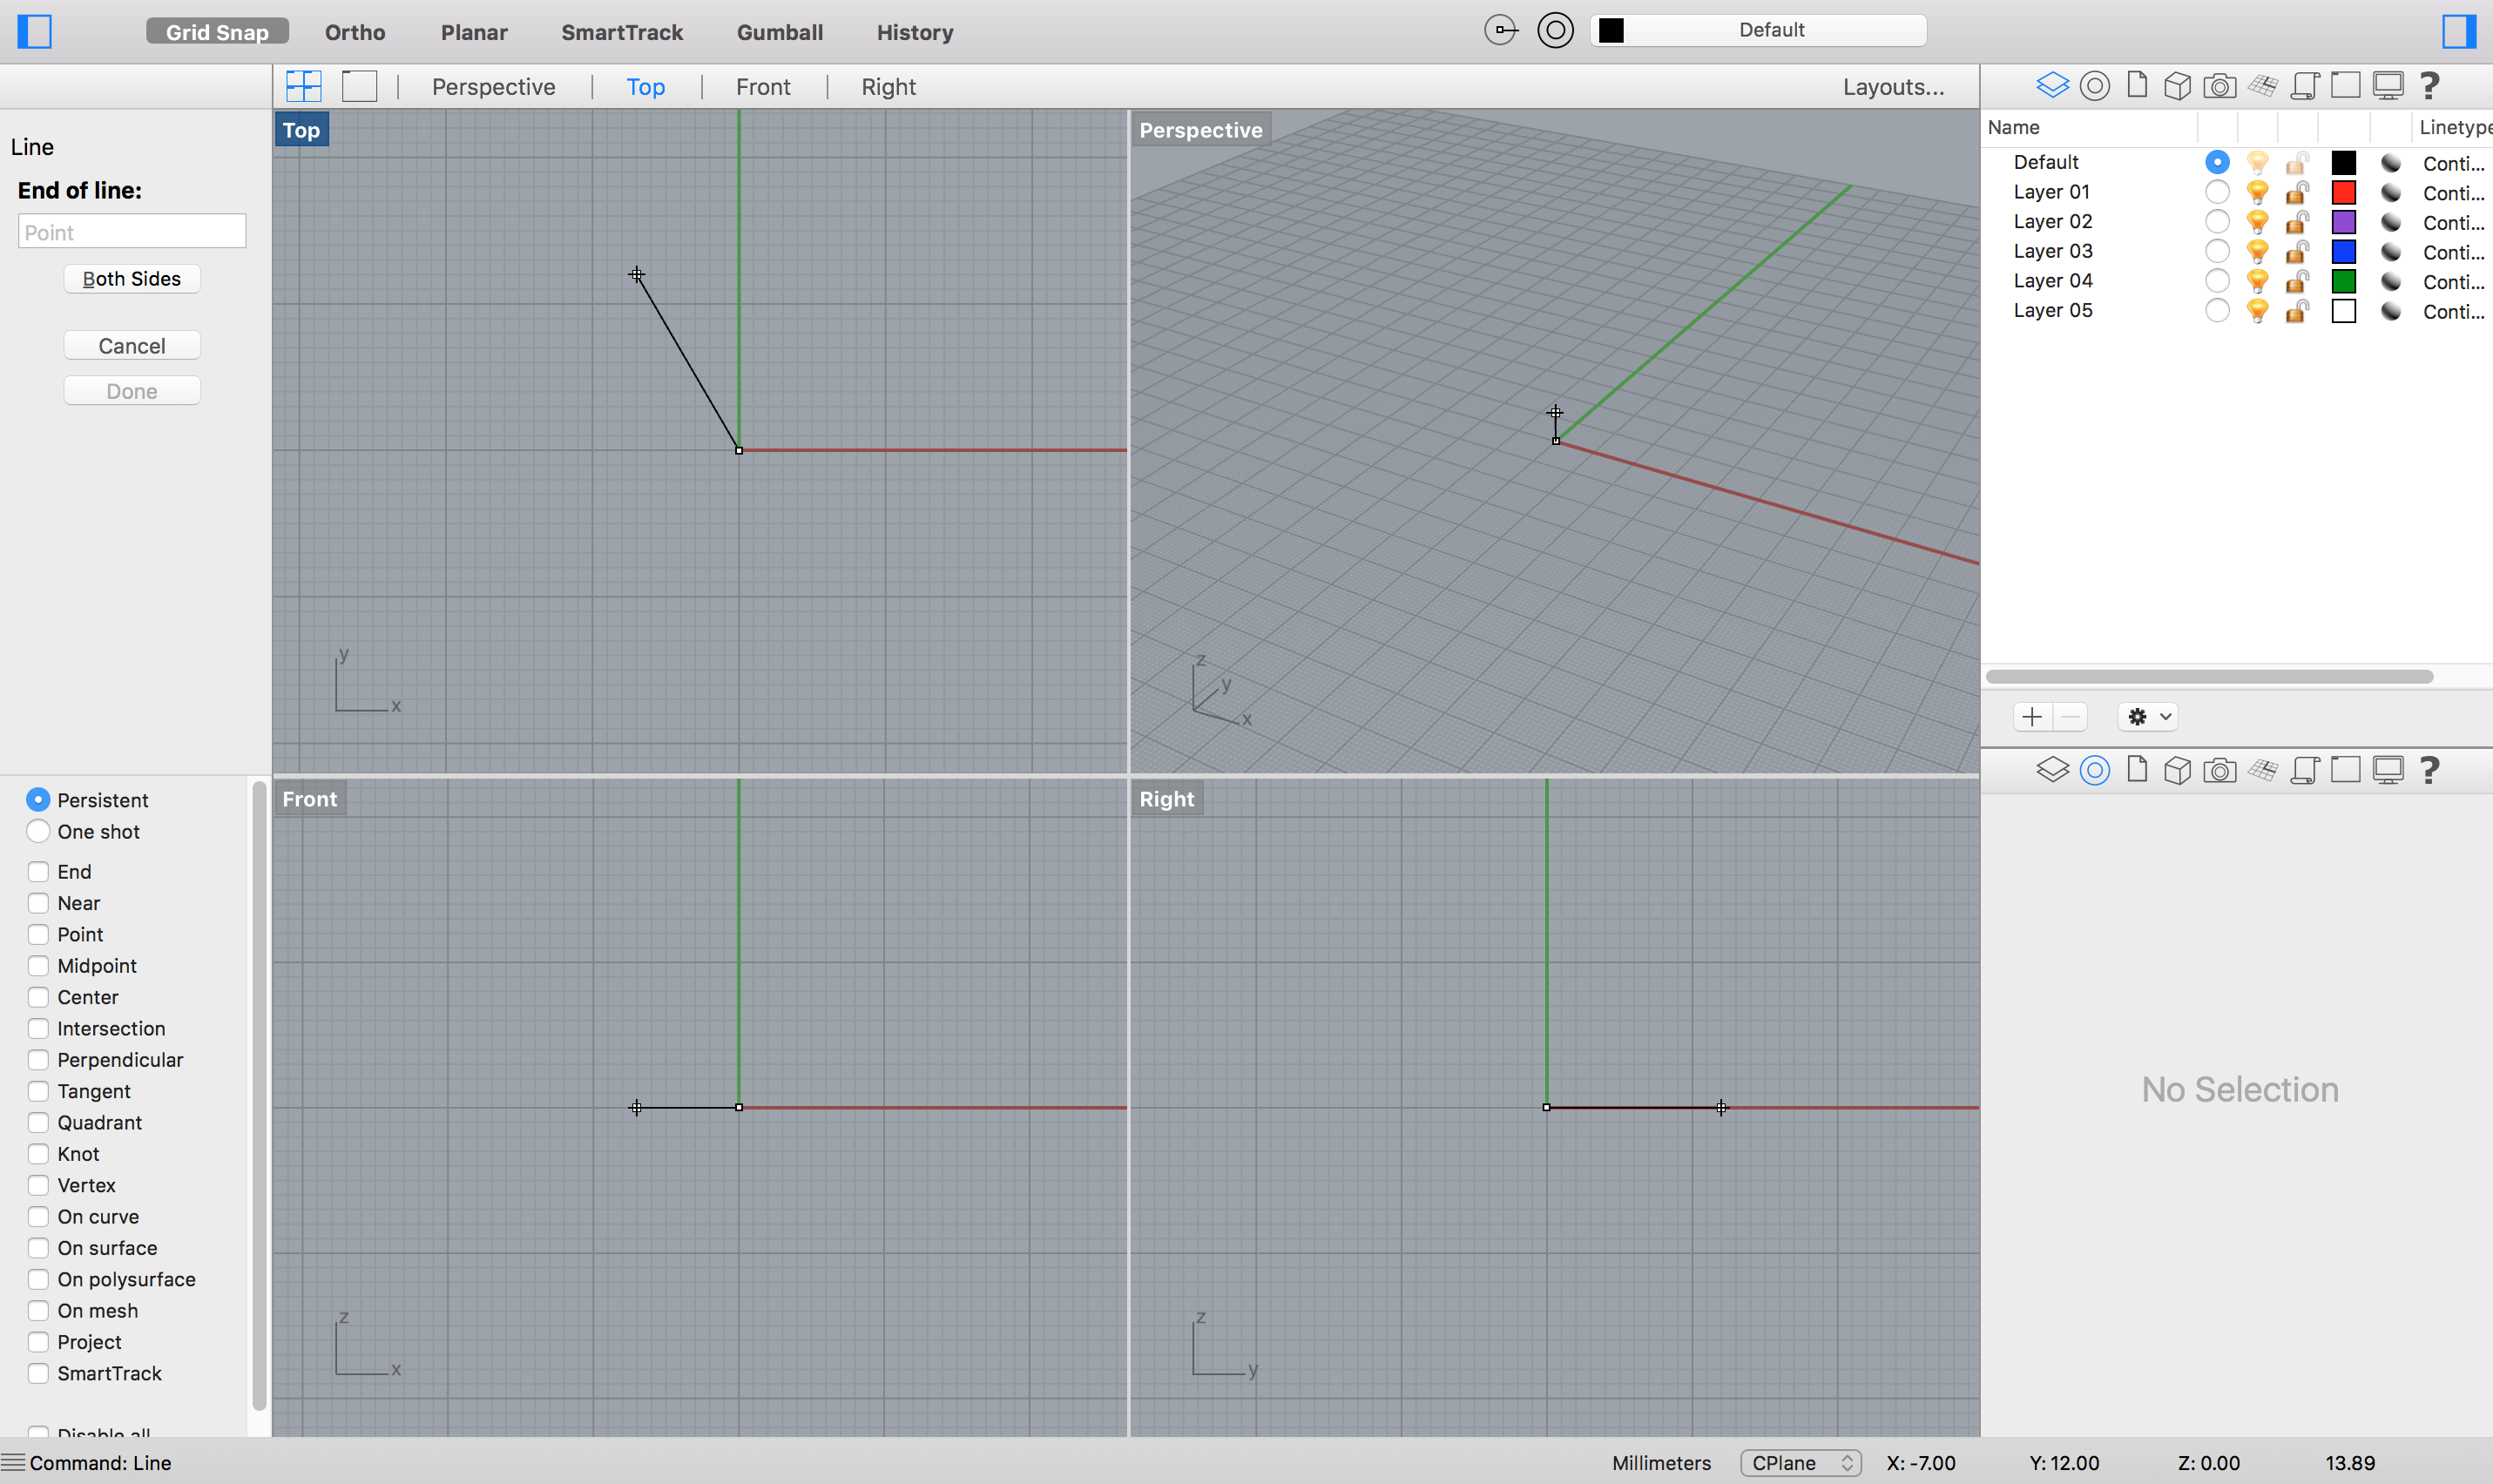 Grid Snap Ortho Planar SmartTrack Gumball History Default
Perspective Top Front Right Layouts...
Line
End of line:
Point
Both Sides
Cancel
Done
Persistent
One shot
End
Near
Point
Midpoint
Center
Intersection
Perpendicular
Tangent
Quadrant
Knot
Vertex
On curve
On surface
On polysurface
On mesh
Project
SmartTrack
Disable all
Top
y
x
Perspective
z
y
x
Front
z
x
Right
z
y
?
Name Linetype
Default Conti...
Layer 01 Conti...
Layer 02 Conti...
Layer 03 Conti...
Layer 04 Conti...
Layer 05 Conti...
?
No Selection
Command: Line Millimeters CPlane X: -7.00 Y: 12.00 Z: 0.00 13.89